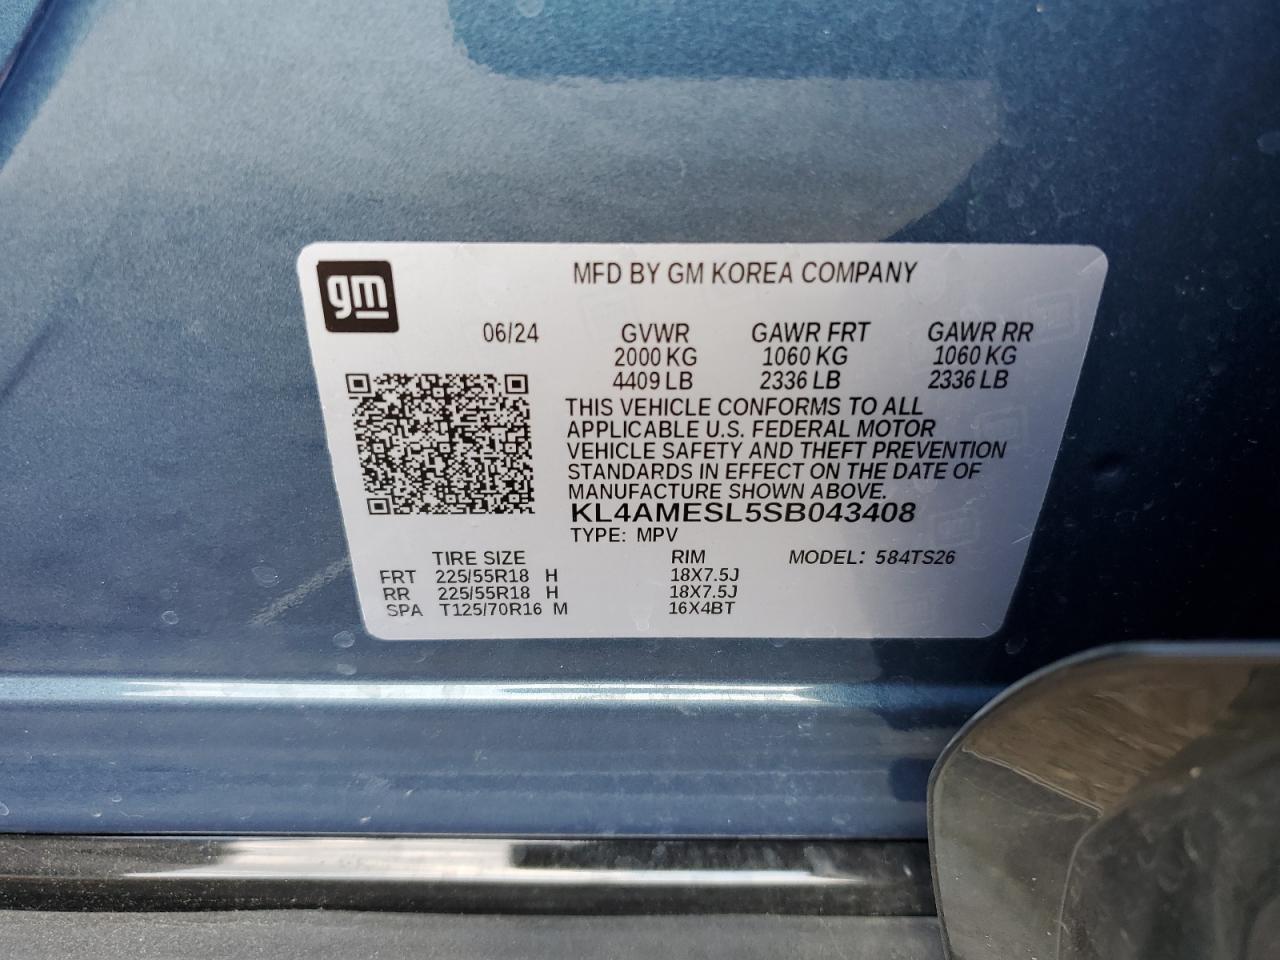 gm
MFD BY GM KOREA COMPANY
06/24 GVWR GAWR FRT GAWR RR
2000 KG 1060 KG 1060 KG
4409 LB 2336 LB 2336 LB
THIS VEHICLE CONFORMS TO ALL
APPLICABLE U.S. FEDERAL MOTOR
VEHICLE SAFETY AND THEFT PREVENTION
STANDARDS IN EFFECT ON THE DATE OF
MANUFACTURE SHOWN ABOVE.
KL4AMESL5SB043408
TYPE: MPV
TIRE SIZE RIM MODEL: 584TS26
FRT 225/55R18 H 18X7.5J
RR 225/55R18 H 18X7.5J
SPA T125/70R16 M 16X4BT